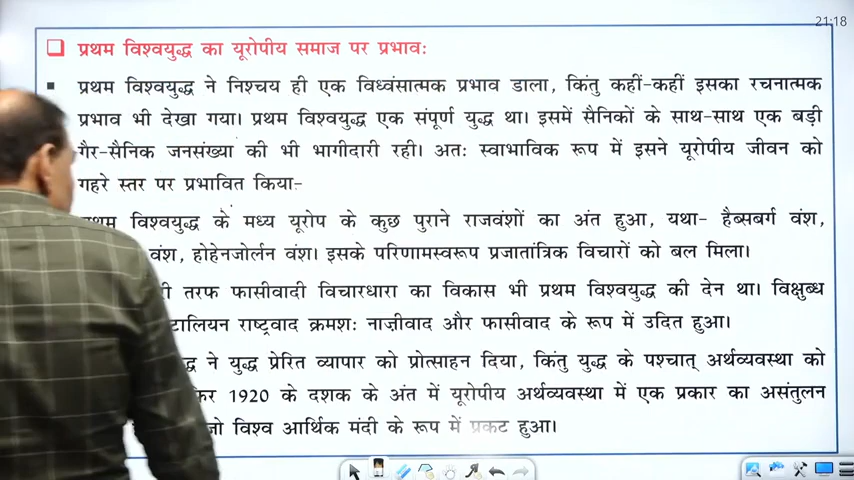 21:18
प्रथम विश्वयुद्ध का यूरोपीय समाज पर प्रभावः
प्रथम विश्वयुद्ध ने निश्चय ही एक विध्वंसात्मक प्रभाव डाला, किंतु कहीं-कहीं इसका रचनात्मक
प्रभाव भी देखा गया। प्रथम विश्वयुद्ध एक संपूर्ण युद्ध था। इसमें सैनिकों के साथ-साथ एक बड़ी
गैर-सैनिक जनसंख्या की भी भागीदारी रही। अतः स्वाभाविक रूप में इसने यूरोपीय जीवन को
गहरे स्तर पर प्रभावित किया-
विश्वयुद्ध के मध्य यूरोप के कुछ पुराने राजवंशों का अंत हुआ, यथा- हैब्सबर्ग वंश,
वंश, होहेनजोर्लन वंश। इसके परिणामस्वरूप प्रजातांत्रिक विचारों को बल मिला।
तरफ फासीवादी विचारधारा का विकास भी प्रथम विश्वयुद्ध की देन था। विक्षुब्ध
राष्ट्रवाद क्रमशः नाज़ीवाद और फासीवाद के रूप में उदित हुआ।
ने युद्ध प्रेरित व्यापार को प्रोत्साहन दिया, किंतु युद्ध के पश्चात् अर्थव्यवस्था को
1920 के दशक के अंत में यूरोपीय अर्थव्यवस्था में एक प्रकार का असंतुलन
जो विश्व आर्थिक मंदी के रूप में प्रकट हुआ।